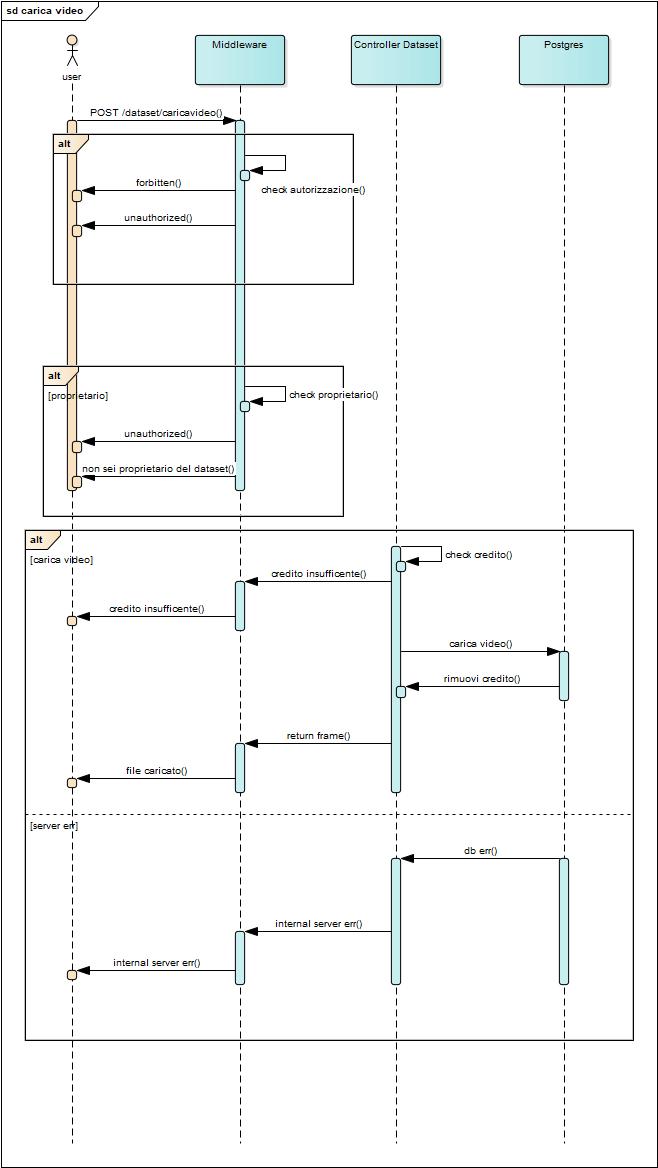 sd carica video
user
Middleware
Controller Dataset
Postgres
POST /dataset/caricavideo()
alt
check autorizzazione()
forbitten()
unauthorized()
alt
[proprietario]
check proprietario()
unauthorized()
non sei proprietario del dataset()
alt
[carica video]
check credito()
credito insufficente()
credito insufficente()
carica video()
rimuovi credito()
return frame()
file caricato()
[server err]
db err()
internal server err()
internal server err()